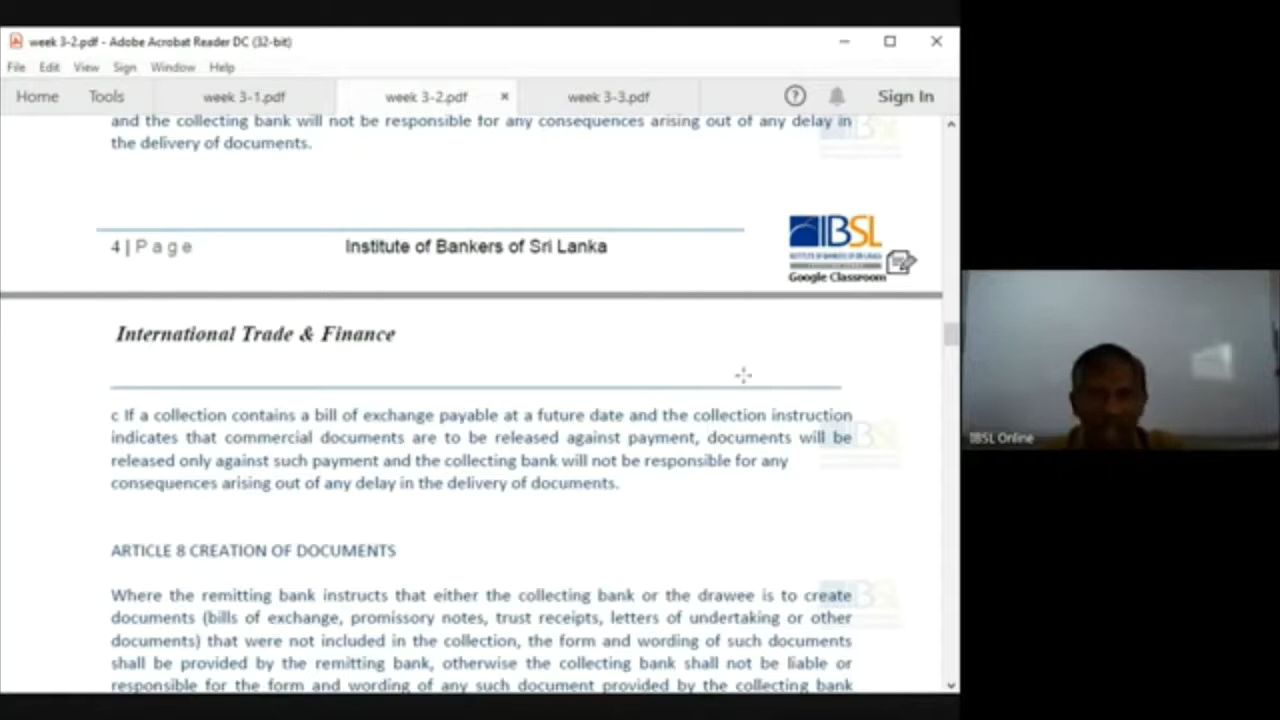 week 3-2.pdf - Adobe Acrobat Reader DC (32-bit)
File Edit View Sign Window Help
Home Tools week 3-1.pdf week 3-2.pdf × week 3-3.pdf ? Sign In
and the collecting bank will not be responsible for any consequences arising out of any delay in
the delivery of documents.
4 | P a g e Institute of Bankers of Sri Lanka
IBSL
INSTITUTE OF BANKERS OF SRI LANKA
Google Classroom
International Trade & Finance
c If a collection contains a bill of exchange payable at a future date and the collection instruction
indicates that commercial documents are to be released against payment, documents will be
released only against such payment and the collecting bank will not be responsible for any
consequences arising out of any delay in the delivery of documents.
IBSL Online
ARTICLE 8 CREATION OF DOCUMENTS
Where the remitting bank instructs that either the collecting bank or the drawee is to create
documents (bills of exchange, promissory notes, trust receipts, letters of undertaking or other
documents) that were not included in the collection, the form and wording of such documents
shall be provided by the remitting bank, otherwise the collecting bank shall not be liable or
responsible for the form and wording of any such document provided by the collecting bank